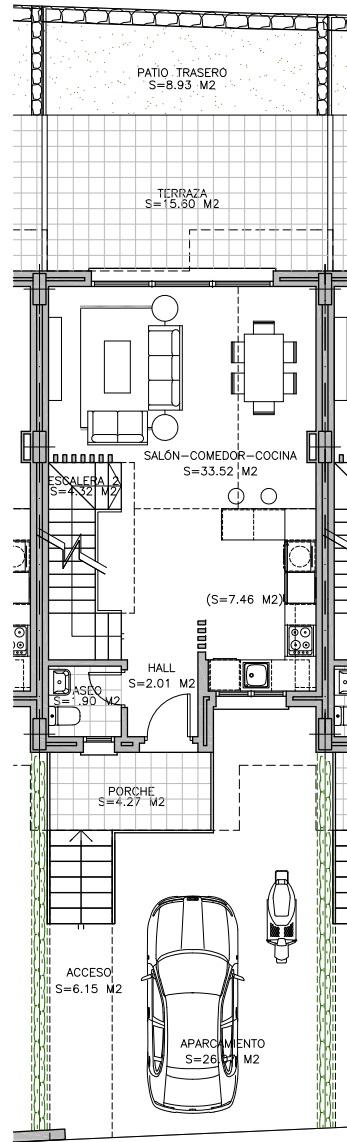 PATIO TRASERO
S=8.93 M2
TERRAZA
S=15.60 M2
SALÓN-COMEDOR-COCINA
S=33.52 M2
ESCALERA 2
S=4.32 M2
(S=7.46 M2)
HALL
S=2.01 M2
ASEO
S=1.90 M2
PORCHE
S=4.27 M2
ACCESO
S=6.15 M2
APARCAMIENTO
M2